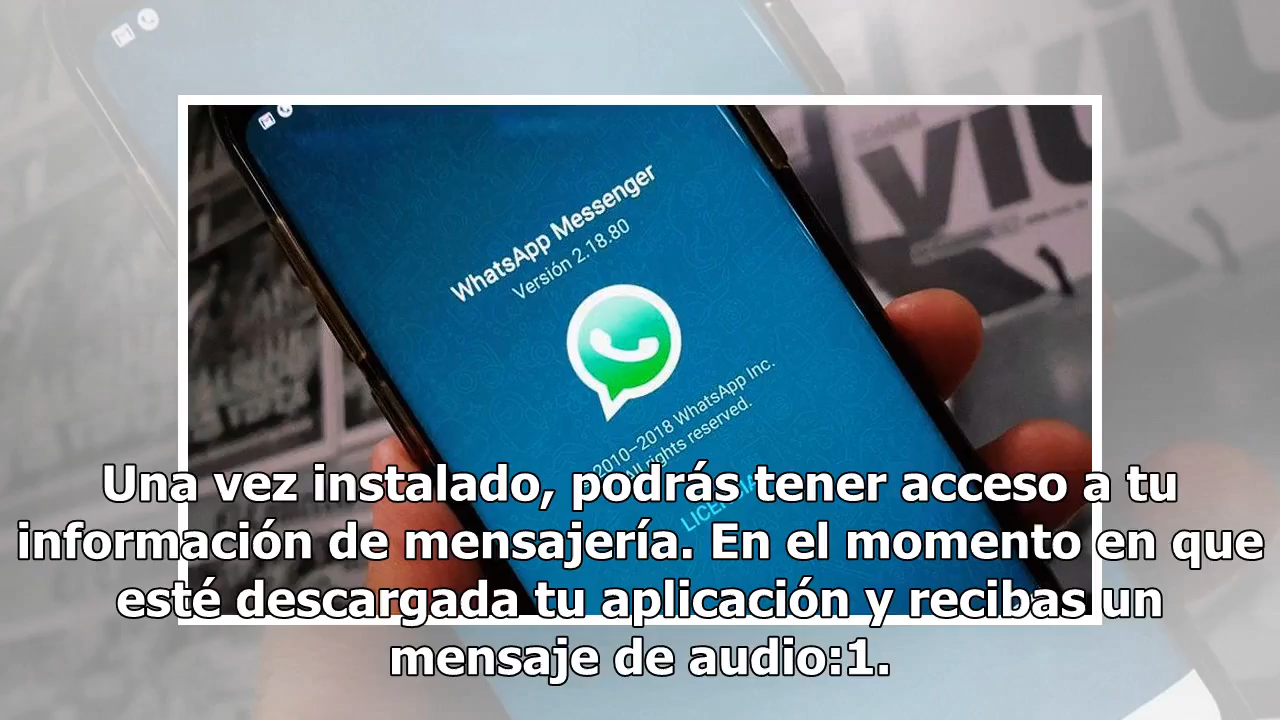 WhatsApp Messenger
Versión 2.18.80
2010–2018 WhatsApp Inc.
All rights reserved.
Una vez instalado, podrás tener acceso a tu
información de mensajería. En el momento en que
esté descargada tu aplicación y recibas un
mensaje de audio:1.